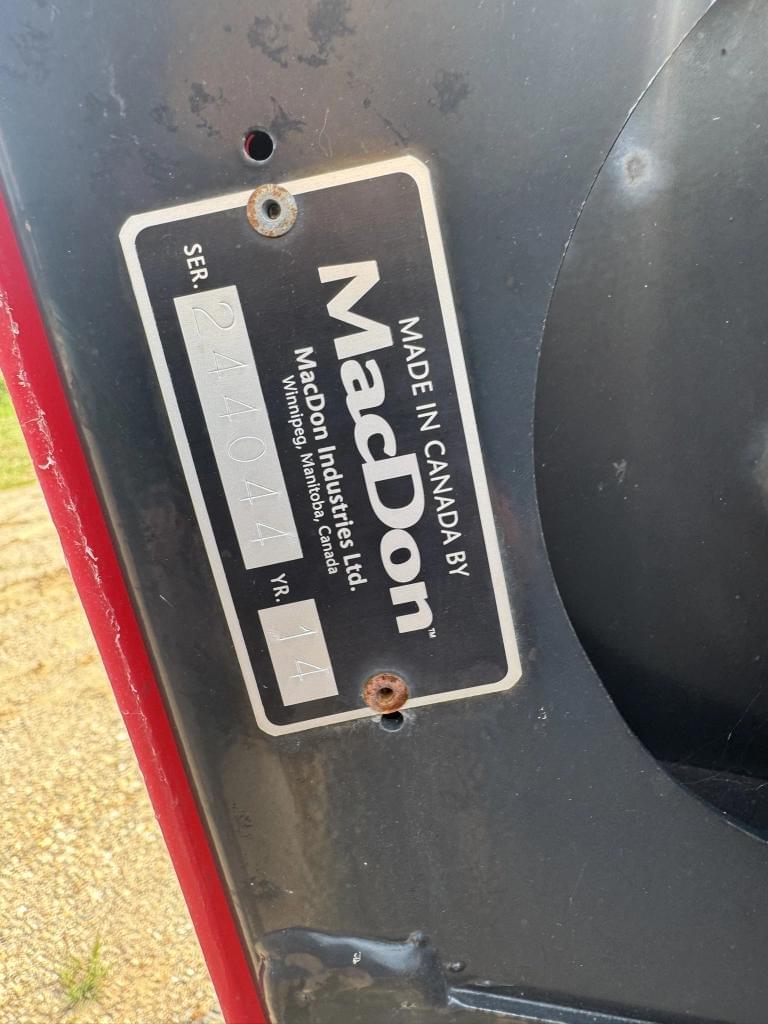 MADE IN CANADA BY
MacDon™
MacDon Industries Ltd.
Winnipeg, Manitoba, Canada
SER. 244044 YR. 14